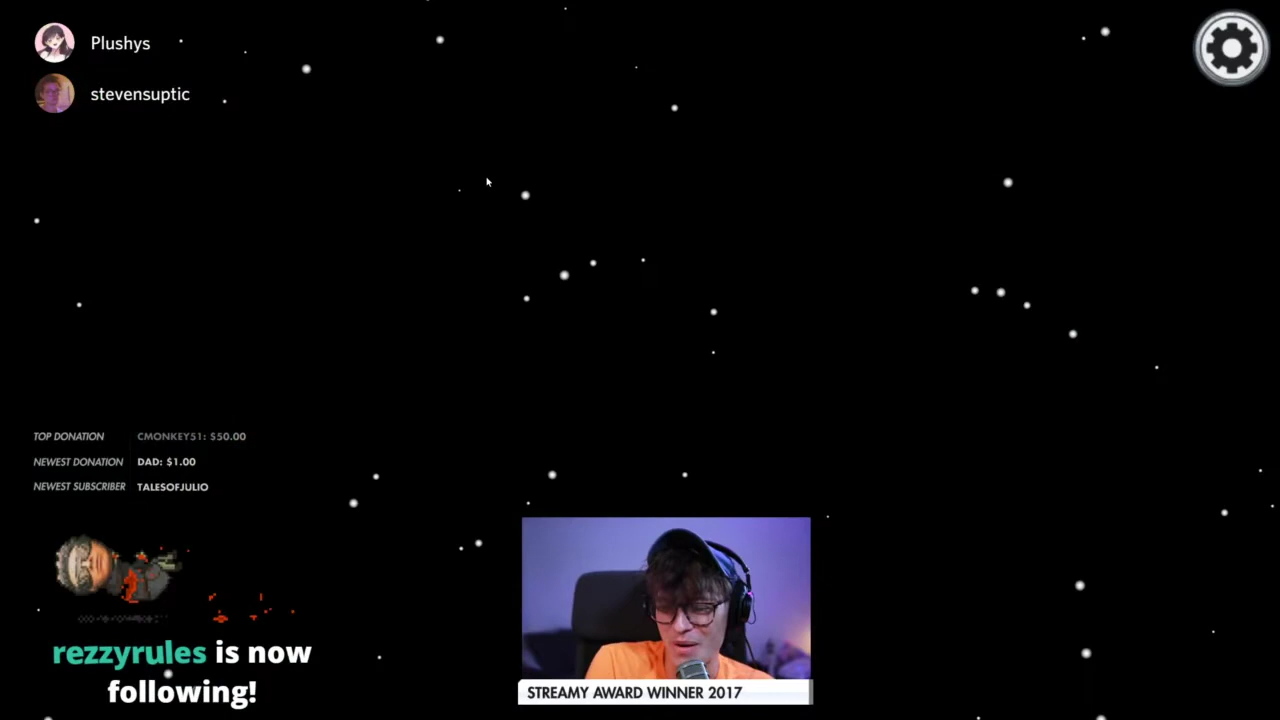 Plushys
stevensuptic
TOP DONATION CMONKEY51: $50.00
NEWEST DONATION DAD: $1.00
NEWEST SUBSCRIBER TALESOFJULIO
rezzyrules is now
following!
STREAMY AWARD WINNER 2017